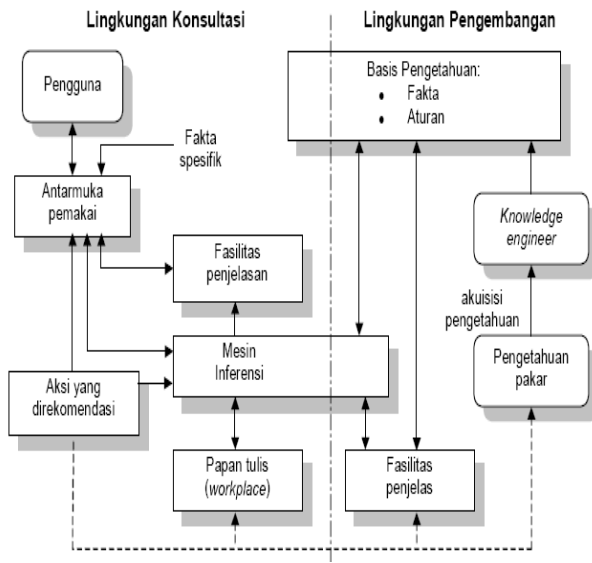 Lingkungan Konsultasi
Lingkungan Pengembangan
Pengguna
Basis Pengetahuan:
• Fakta
• Aturan
Fakta
spesifik
Antarmuka
pemakai
Knowledge
engineer
Fasilitas
penjelasan
akuisisi
pengetahuan
Mesin
Inferensi
Pengetahuan
pakar
Aksi yang
direkomendasi
Papan tulis
(workplace)
Fasilitas
penjelas